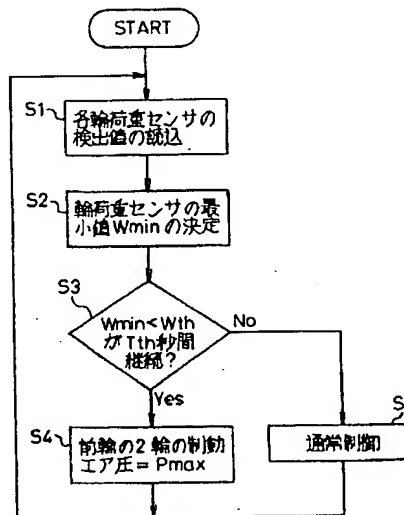 START
S1
各輪荷重センサの
検出値の読込
S2
輪荷重センサの最
小値Wminの決定
S3
Wmin<Wth
がTth秒間
継続?
No
Yes
S4
前輪の2輪の制動
エア圧=Pmax
S
通常制御